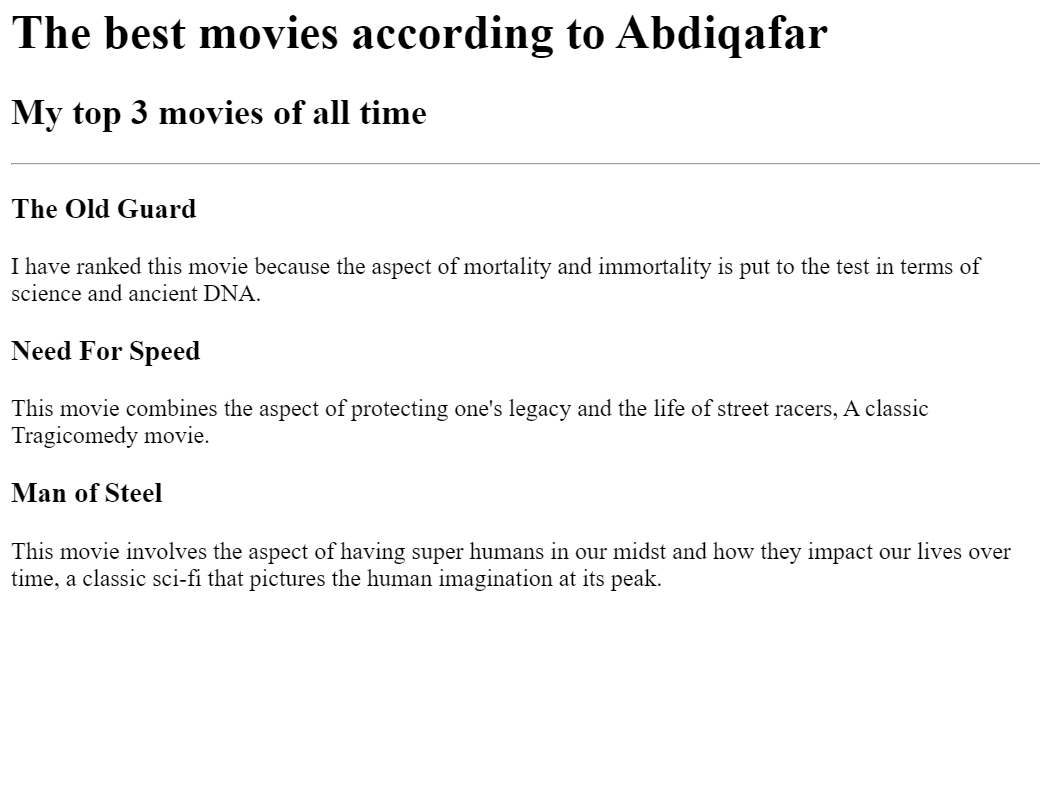 The best movies according to Abdiqafar
My top 3 movies of all time
The Old Guard
I have ranked this movie because the aspect of mortality and immortality is put to the test in terms of
science and ancient DNA.
Need For Speed
This movie combines the aspect of protecting one's legacy and the life of street racers, A classic
Tragicomedy movie.
Man of Steel
This movie involves the aspect of having super humans in our midst and how they impact our lives over
time, a classic sci-fi that pictures the human imagination at its peak.